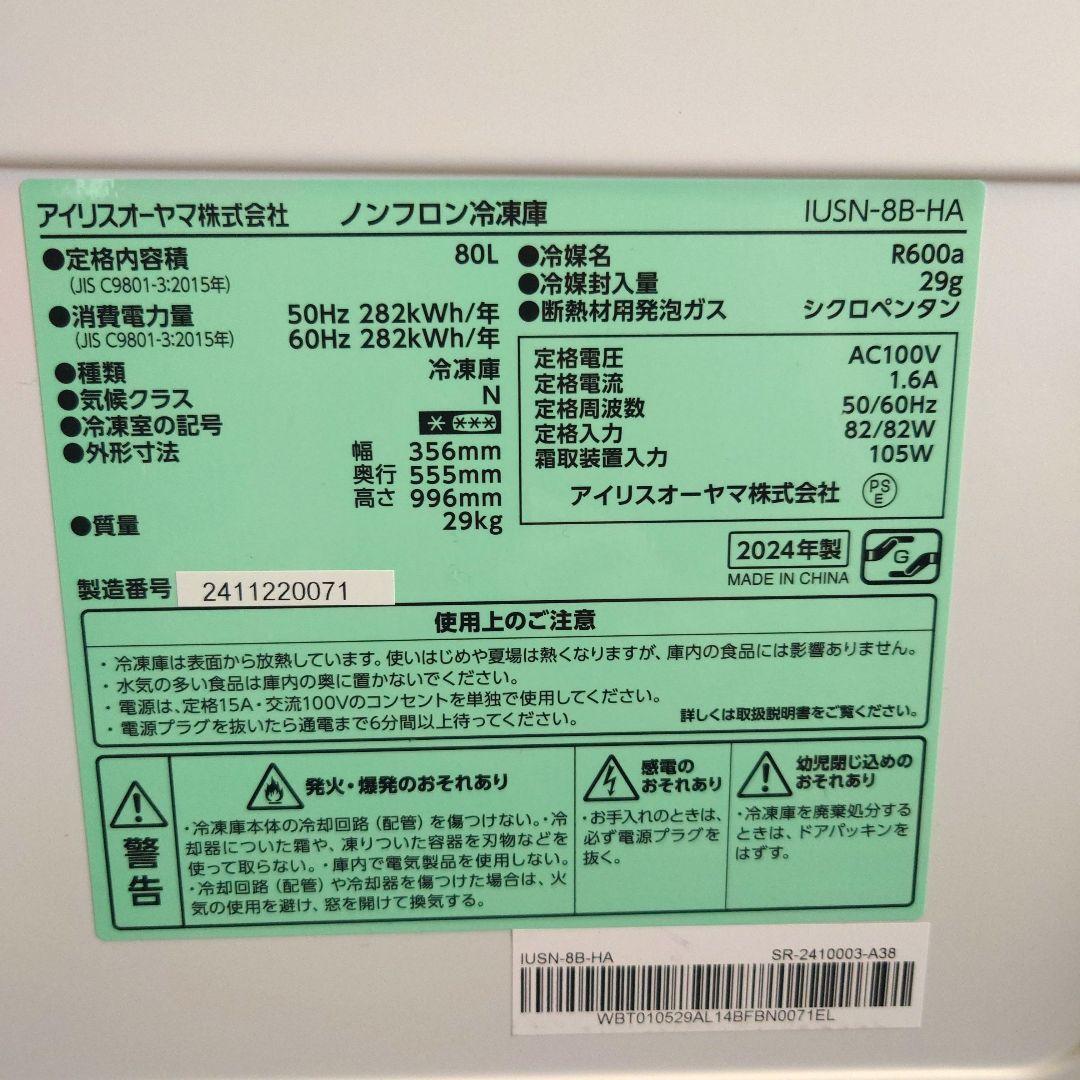 アイリスオーヤマ株式会社 ノンフロン冷凍庫 IUSN-8B-HA
●定格内容積 80L
(JIS C9801-3:2015年)
●消費電力量 50Hz 282kWh/年
(JIS C9801-3:2015年) 60Hz 282kWh/年
●種類 冷凍庫
●気候クラス N
●冷凍室の記号 * ***
●外形寸法 幅 356mm
奥行 555mm
高さ 996mm
●質量 29kg
●冷媒名 R600a
●冷媒封入量 29g
●断熱材用発泡ガス シクロペンタン
定格電圧 AC100V
定格電流 1.6A
定格周波数 50/60Hz
定格入力 82/82W
霜取装置入力 105W
アイリスオーヤマ株式会社 PSE
2024年製
MADE IN CHINA
G
製造番号 2411220071
使用上のご注意
・冷凍庫は表面から放熱しています。使いはじめや夏場は熱くなりますが、庫内の食品には影響ありません。
・水気の多い食品は庫内の奥に置かないでください。
・電源は、定格15A・交流100Vのコンセントを単独で使用してください。
・電源プラグを抜いたら通電まで6分間以上待ってください。
詳しくは取扱説明書をご覧ください。
警告
発火・爆発のおそれあり
・冷凍庫本体の冷却回路（配管）を傷つけない。・冷
却器についた霜や、凍りついた容器を刃物などを
使って取らない。・庫内で電気製品を使用しない。
・冷却回路（配管）や冷却器を傷つけた場合は、火
気の使用を避け、窓を開けて換気する。
感電の
おそれあり
・お手入れのときは、
必ず電源プラグを
抜く。
幼児閉じ込めの
おそれあり
・冷凍庫を廃棄処分する
ときは、ドアパッキンを
はずす。
IUSN-8B-HA SR-2410003-A38
WBT010529AL14BFBN0071EL